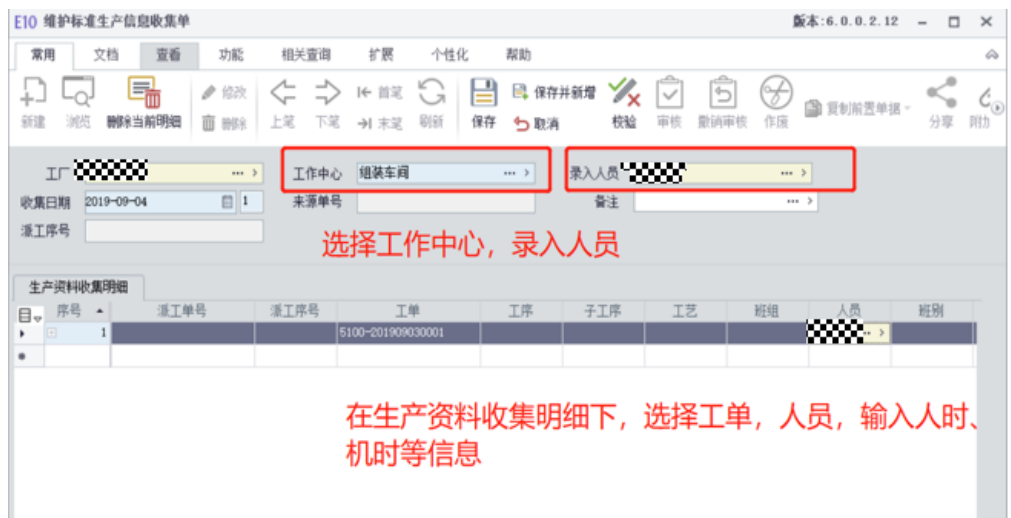 E10 维护标准生产信息收集单 版本:6.0.0.2.12
常用 文档 查看 功能 相关查询 扩展 个性化 帮助
新建 浏览 删除当前明细 修改 删除 上笔 下笔 首笔 末笔 刷新 保存 保存并新增 取消 校验 审核 撤销审核 作废 复制前置单据 分享 附加
工厂 工作中心 组装车间 录入人员
收集日期 2019-09-04 1 来源单号 备注
派工序号
选择工作中心，录入人员
生产资料收集明细
序号 派工单号 派工序号 工单 工序 子工序 工艺 班组 人员 班别
1 5100-201909030001
在生产资料收集明细下，选择工单，人员，输入人时、
机时等信息